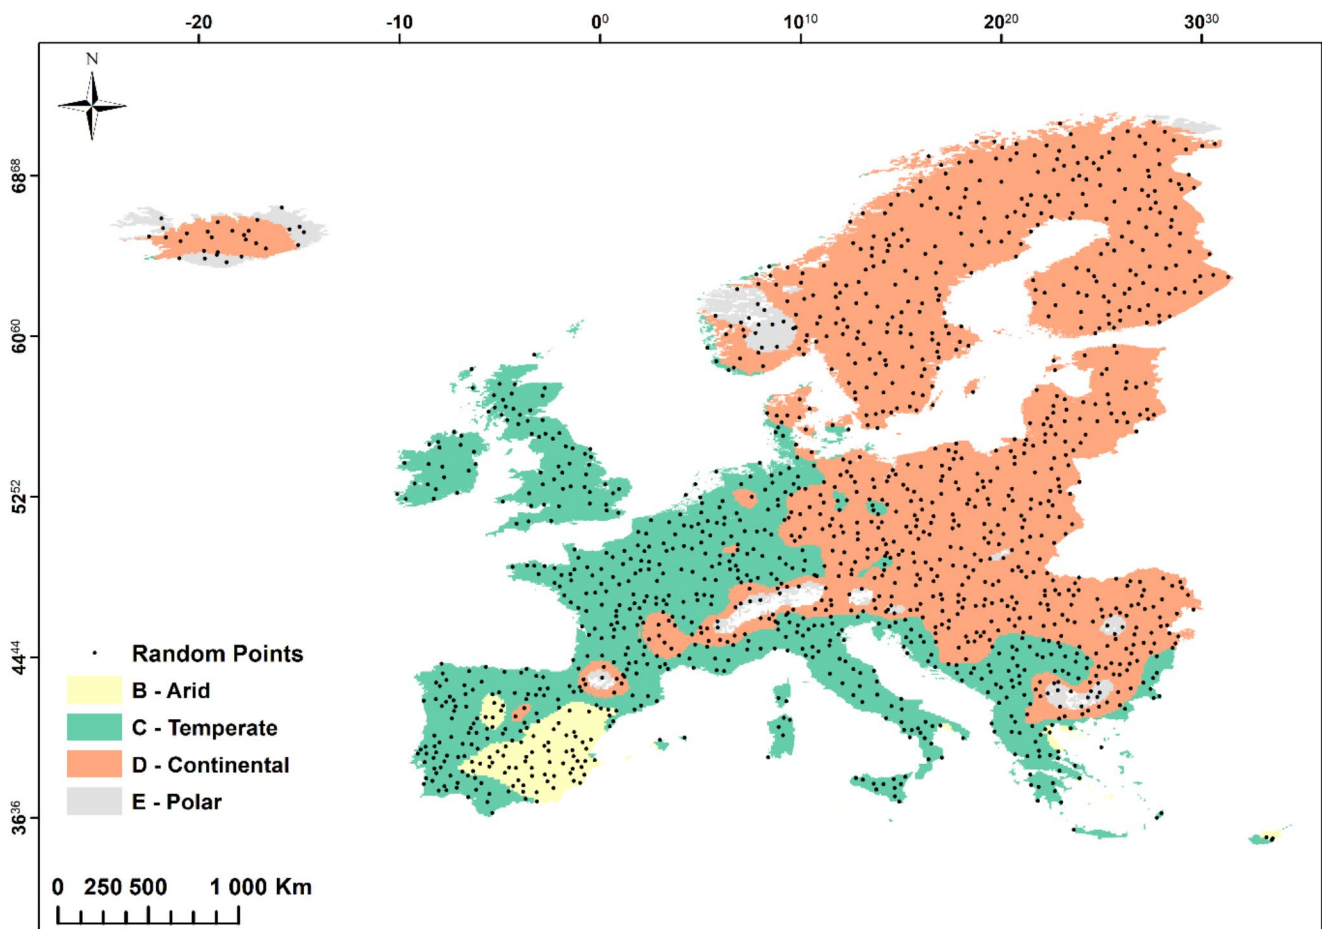 -20 -10 0⁰ 10¹⁰ 20²⁰ 30³⁰
N
68⁶⁸
60⁶⁰
52⁵²
44⁴⁴
36³⁶
Random Points
B - Arid
C - Temperate
D - Continental
E - Polar
0 250 500 1 000 Km